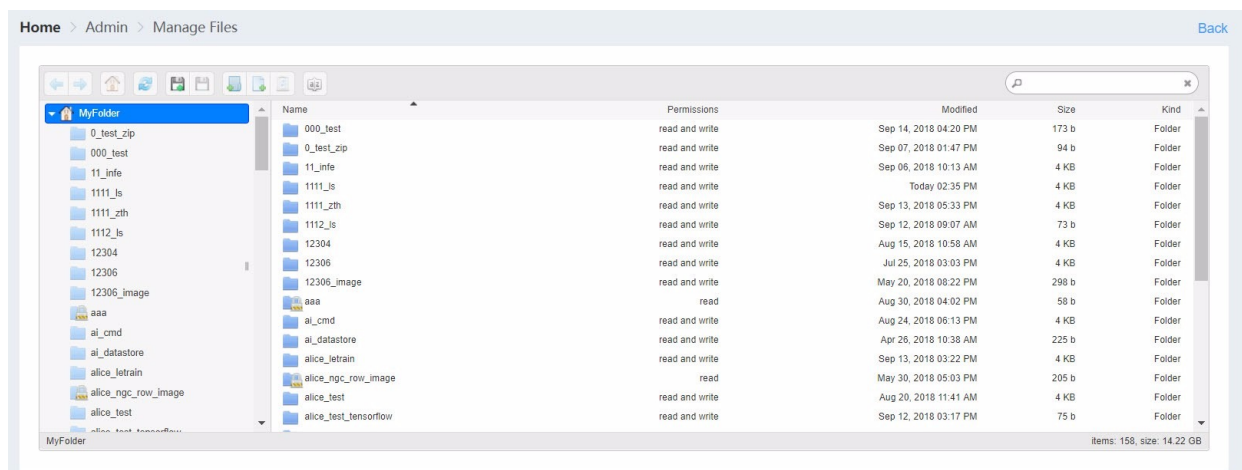 Home > Admin > Manage Files
Back
MyFolder
0_test_zip
000_test
11_infe
1111_ls
1111_zth
1112_ls
12304
12306
12306_image
aaa
ai_cmd
ai_datastore
alice_letrain
alice_ngc_row_image
alice_test
alice_test_tensorflow
Name Permissions Modified Size Kind
000_test read and write Sep 14, 2018 04:20 PM 173 b Folder
0_test_zip read and write Sep 07, 2018 01:47 PM 94 b Folder
11_infe read and write Sep 06, 2018 10:13 AM 4 KB Folder
1111_ls read and write Today 02:35 PM 4 KB Folder
1111_zth read and write Sep 13, 2018 05:33 PM 4 KB Folder
1112_ls read and write Sep 12, 2018 09:07 AM 73 b Folder
12304 read and write Aug 15, 2018 10:58 AM 4 KB Folder
12306 read and write Jul 25, 2018 03:03 PM 4 KB Folder
12306_image read and write May 20, 2018 08:22 PM 298 b Folder
aaa read Aug 30, 2018 04:02 PM 58 b Folder
ai_cmd read and write Aug 24, 2018 06:13 PM 4 KB Folder
ai_datastore read and write Apr 26, 2018 10:38 AM 225 b Folder
alice_letrain read and write Sep 13, 2018 03:22 PM 4 KB Folder
alice_ngc_row_image read May 30, 2018 05:03 PM 205 b Folder
alice_test read and write Aug 20, 2018 11:41 AM 4 KB Folder
alice_test_tensorflow read and write Sep 12, 2018 03:17 PM 75 b Folder
MyFolder
items: 158, size: 14.22 GB